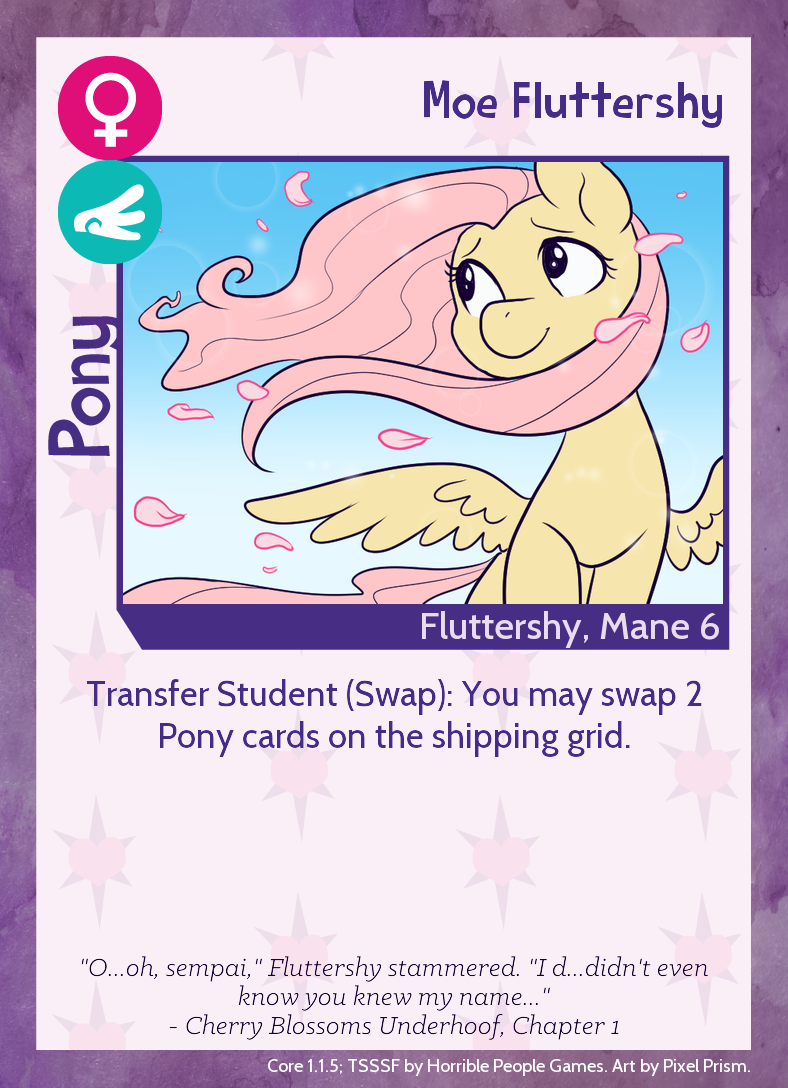 Moe Fluttershy
Pony
Fluttershy, Mane 6
Transfer Student (Swap): You may swap 2
Pony cards on the shipping grid.
"O...oh, sempai," Fluttershy stammered. "I d...didn't even
know you knew my name..."
- Cherry Blossoms Underhoof, Chapter 1
Core 1.1.5; TSSSF by Horrible People Games. Art by Pixel Prism.